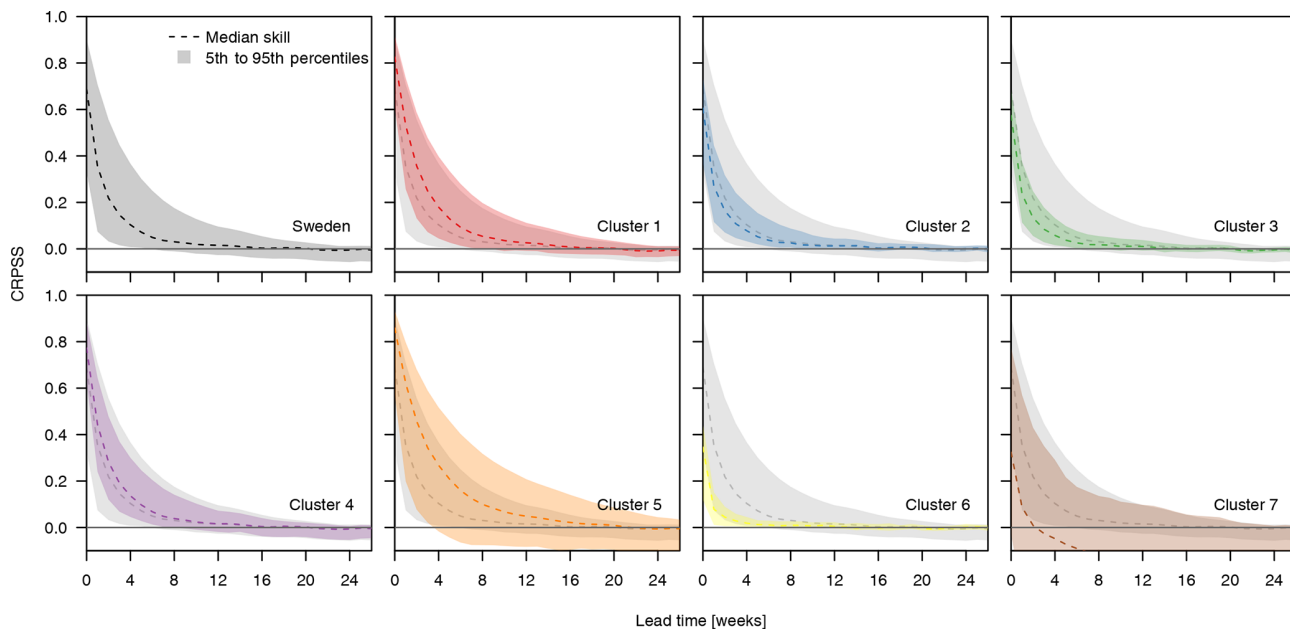 1.0
0.8
0.6
0.4
0.2
0.0
Median skill
5th to 95th percentiles
Sweden
Cluster 1
Cluster 2
Cluster 3
CRPSS
1.0
0.8
0.6
0.4
0.2
0.0
Cluster 4
Cluster 5
Cluster 6
Cluster 7
0 4 8 12 16 20 24
0 4 8 12 16 20 24
0 4 8 12 16 20 24
0 4 8 12 16 20 24
Lead time [weeks]